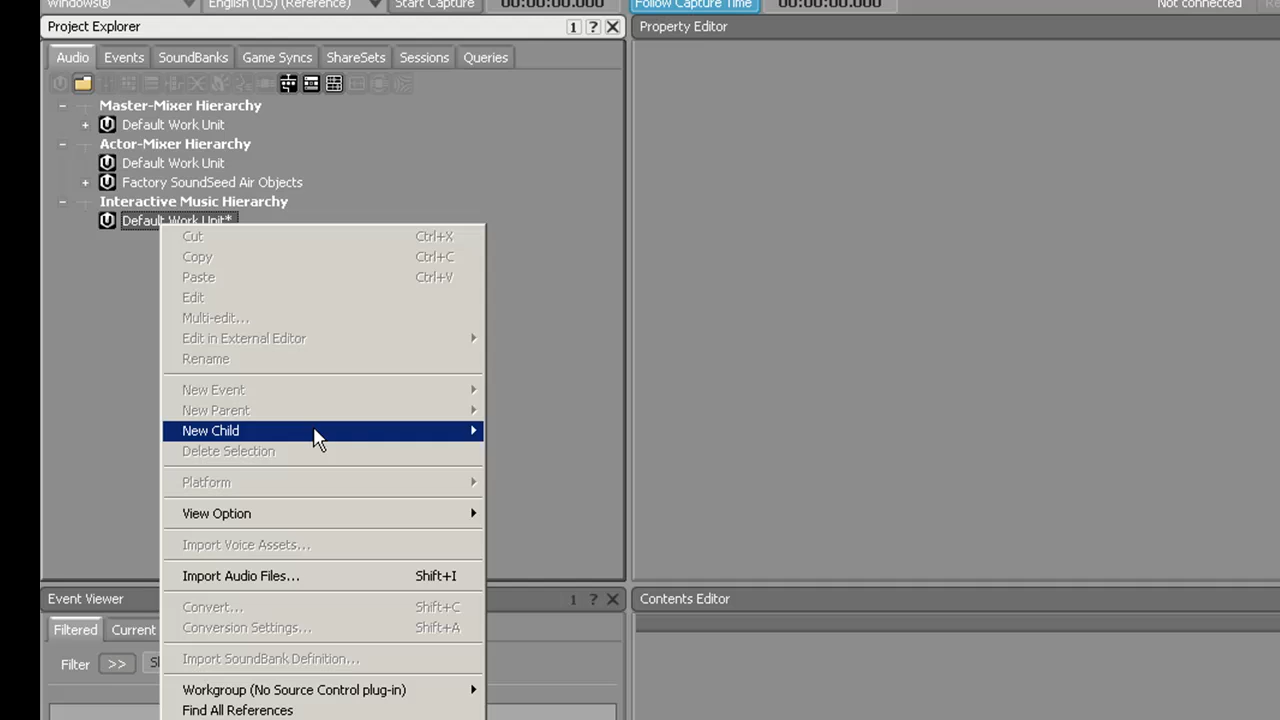 Windows® English (US) (Reference) Start Capture 00:00:00.000 Follow Capture Time 00:00:00.000 Not connected
Project Explorer 1 ? Property Editor
Audio Events SoundBanks Game Syncs ShareSets Sessions Queries
Master-Mixer Hierarchy
Default Work Unit
Actor-Mixer Hierarchy
Default Work Unit
Factory SoundSeed Air Objects
Interactive Music Hierarchy
Default Work Unit*
Cut Ctrl+X
Copy Ctrl+C
Paste Ctrl+V
Edit
Multi-edit...
Edit in External Editor
Rename
New Event
New Parent
New Child
Delete Selection
Platform
View Option
Import Voice Assets...
Import Audio Files... Shift+I
Event Viewer 1 ? Contents Editor
Convert... Shift+C
Filtered Current
Conversion Settings... Shift+A
Filter >>
Import SoundBank Definition...
Workgroup (No Source Control plug-in)
Find All References